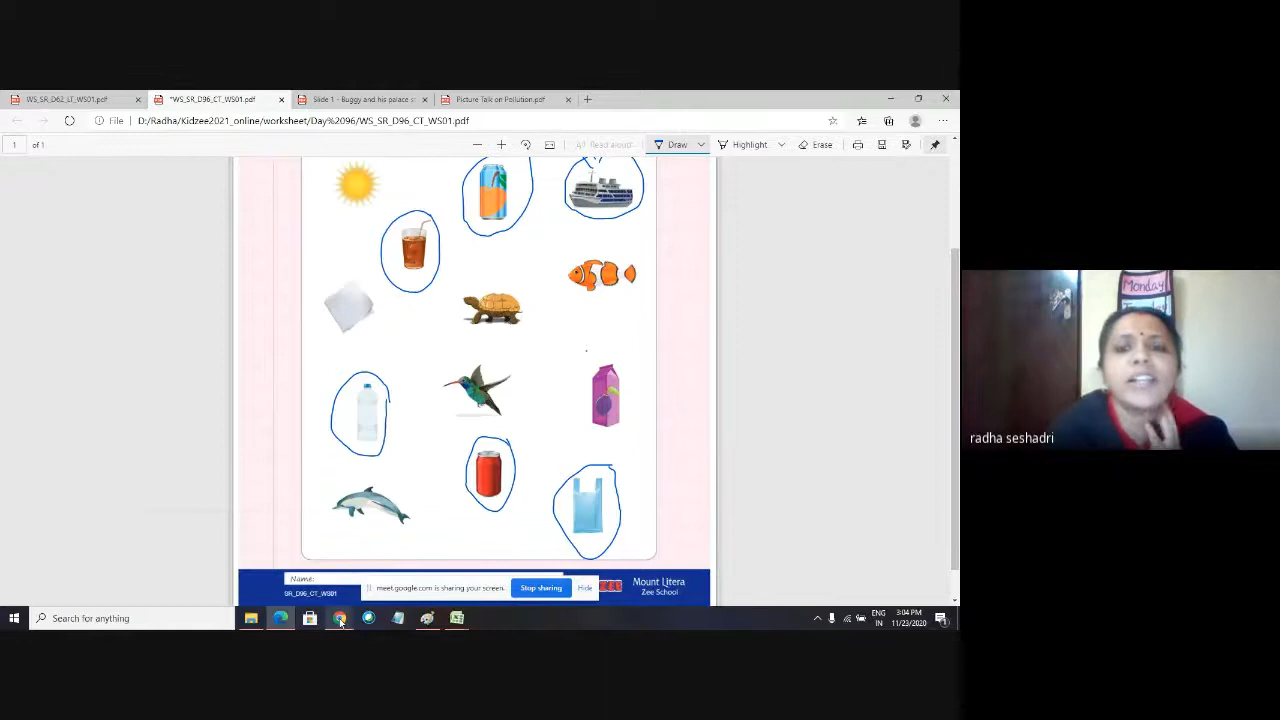 WS_SR_D62_LT_WS01.pdf
*WS_SR_D96_CT_WS01.pdf
Slide 1 - Buggy and his palace s
Picture Talk on Pollution.pdf
File D:/Radha/Kidzee2021_online/worksheet/Day%2096/WS_SR_D96_CT_WS01.pdf
1 of 1
Read aloud
Draw
Highlight
Erase
Monday
radha seshadri
Name:
SR_D96_CT_WS01
meet.google.com is sharing your screen.
Stop sharing
Hide
Mount Litera
Zee School
Search for anything
ENG
IN
3:04 PM
11/23/2020